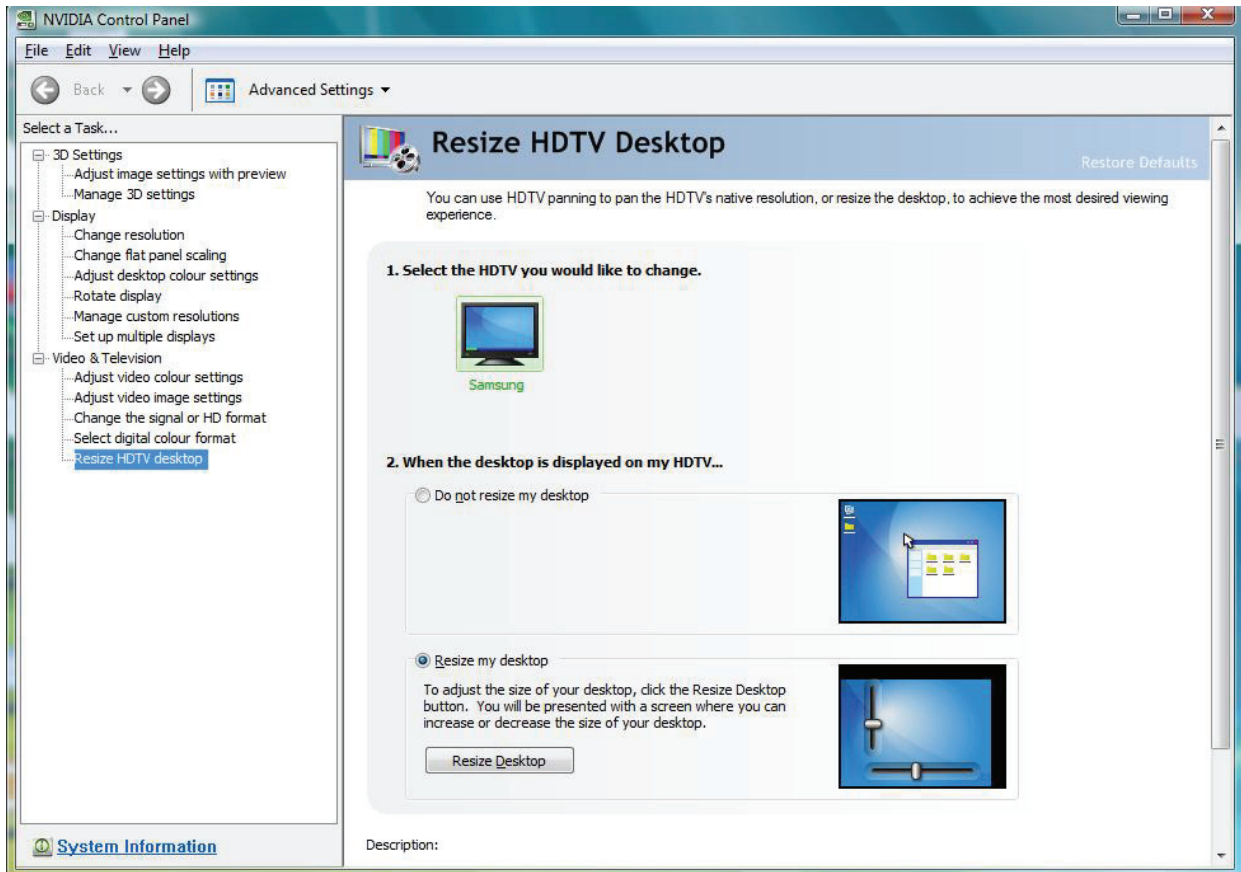 NVIDIA Control Panel
File Edit View Help
Back Advanced Settings
Select a Task...
3D Settings
Adjust image settings with preview
Manage 3D settings
Display
Change resolution
Change flat panel scaling
Adjust desktop colour settings
Rotate display
Manage custom resolutions
Set up multiple displays
Video & Television
Adjust video colour settings
Adjust video image settings
Change the signal or HD format
Select digital colour format
Resize HDTV desktop
System Information
Resize HDTV Desktop
Restore Defaults
You can use HDTV panning to pan the HDTV's native resolution, or resize the desktop, to achieve the most desired viewing
experience.
1. Select the HDTV you would like to change.
Samsung
2. When the desktop is displayed on my HDTV...
Do not resize my desktop
Resize my desktop
To adjust the size of your desktop, click the Resize Desktop
button. You will be presented with a screen where you can
increase or decrease the size of your desktop.
Resize Desktop
Description: